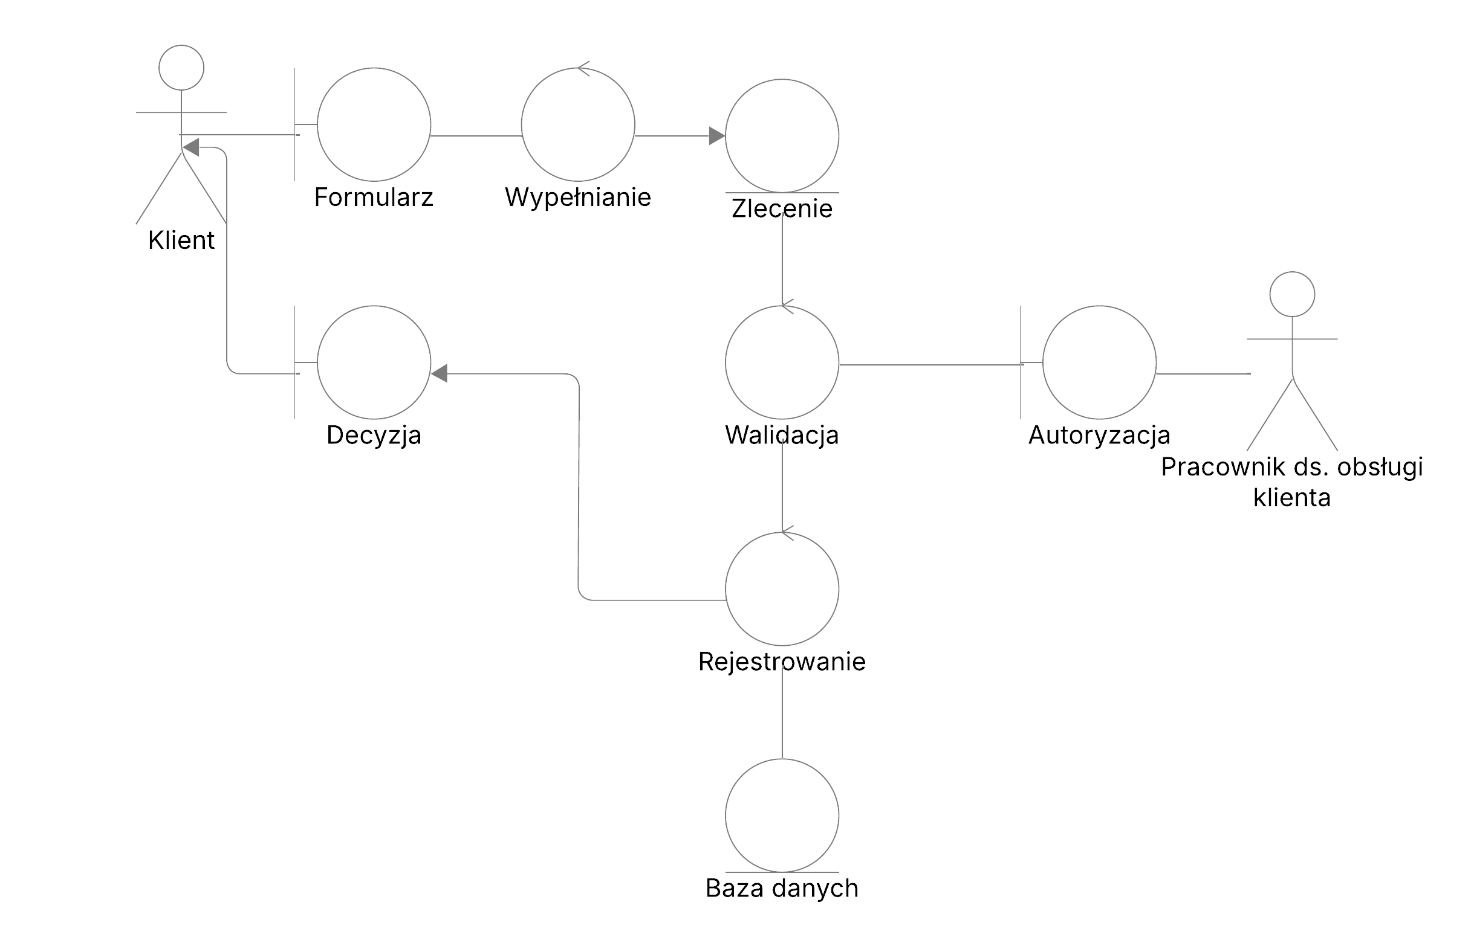 Formularz
Wypełnianie
Zlecenie
Klient
Decyzja
Walidacja
Autoryzacja
Pracownik ds. obsługi
klienta
Rejestrowanie
Baza danych